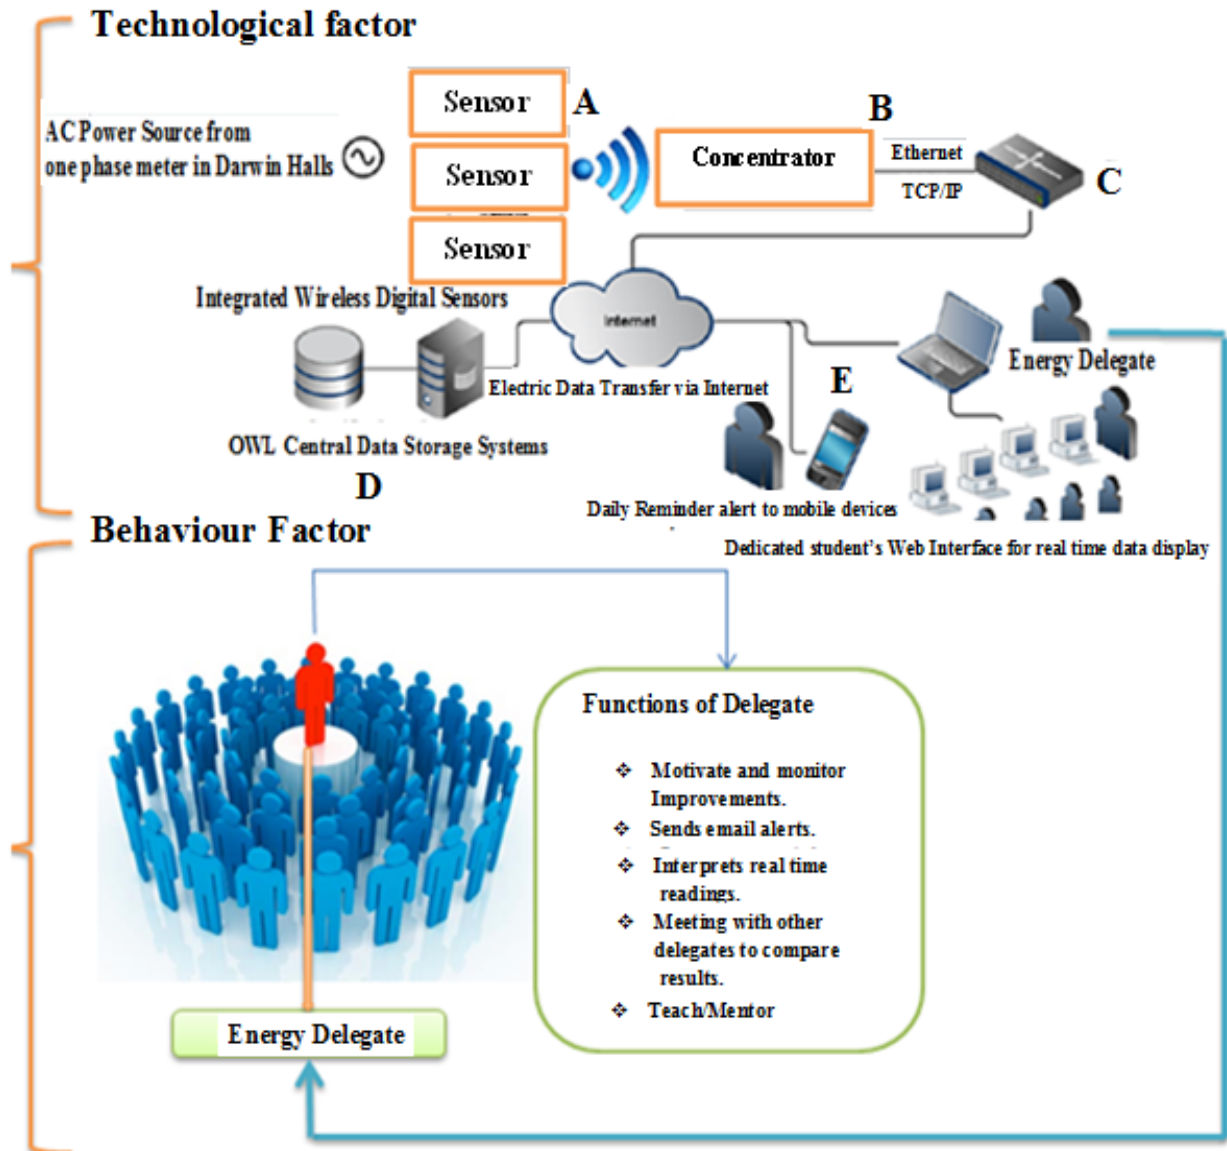 Technological factor
AC Power Source from
one phase meter in Darwin Halls
Sensor
Sensor
Sensor
A
B
Concentrator
Ethernet
TCP/IP
C
Integrated Wireless Digital Sensors
Internet
Electric Data Transfer via Internet
E
Energy Delegate
OWL Central Data Storage Systems
D
Daily Reminder alert to mobile devices
Dedicated student's Web Interface for real time data display
Behaviour Factor
Functions of Delegate
❖ Motivate and monitor
Improvements.
❖ Sends email alerts.
❖ Interprets real time
readings.
❖ Meeting with other
delegates to compare
results.
❖ Teach/Mentor
Energy Delegate